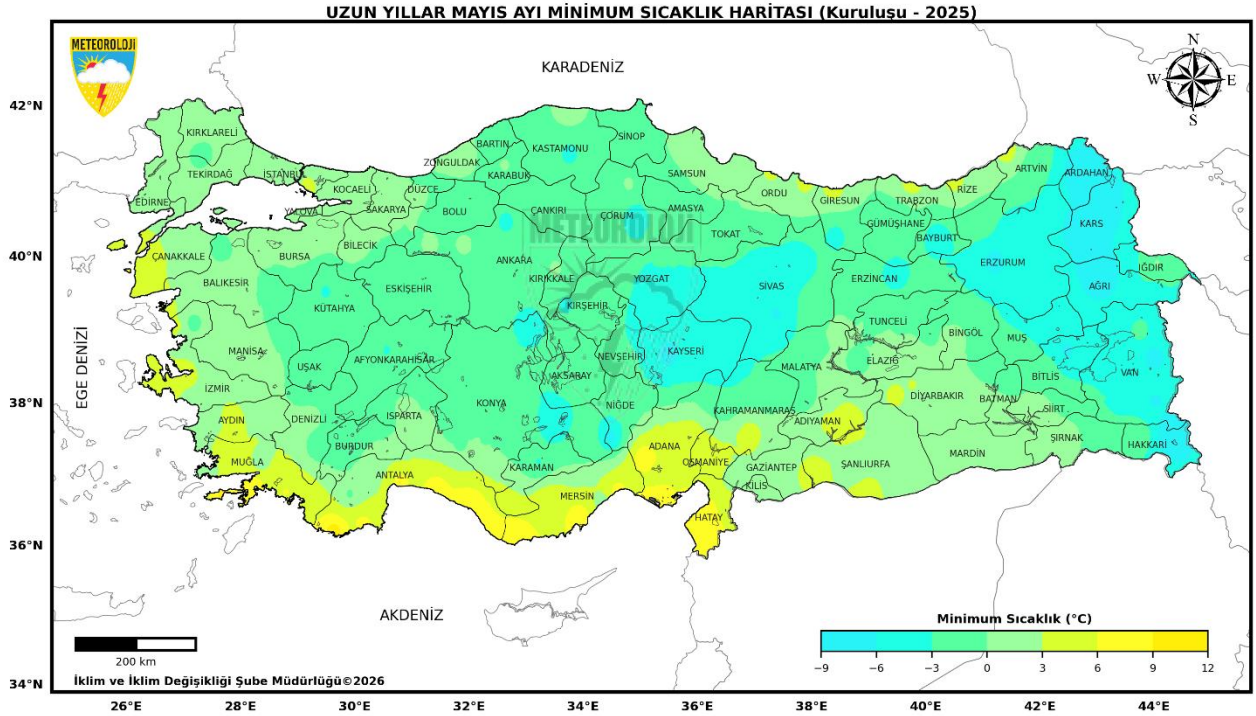 UZUN YILLAR MAYIS AYI MİNİMUM SICAKLIK HARİTASI (Kuruluşu - 2025)
METEOROLOJİ
N
W E
S
KARADENİZ
42°N
KIRKLARELİ
SİNOP
BARTIN
KASTAMONU
ZONGULDAK
KARABÜK
TEKİRDAĞ
İSTANBUL
KOCAELİ
DÜZCE
SAMSUN
ARTVİN
ARDAHAN
ORDU
GİRESUN
TRABZON
RİZE
EDİRNE
YALOVA
SAKARYA
BOLU
ÇANKIRI
ÇORUM
AMASYA
TOKAT
GÜMÜŞHANE
BAYBURT
KARS
METEOROLOJİ
40°N
ÇANAKKALE
BURSA
BİLECİK
ANKARA
ERZURUM
IĞDIR
BALIKESİR
ESKİŞEHİR
KIRIKKALE
YOZGAT
SİVAS
ERZİNCAN
AĞRI
KÜTAHYA
KIRŞEHİR
TUNCELİ
BİNGÖL
MUŞ
EGE DENİZİ
MANİSA
UŞAK
AFYONKARAHİSAR
NEVŞEHİR
KAYSERİ
MALATYA
ELAZIĞ
BİTLİS
VAN
İZMİR
AKSARAY
38°N
AYDIN
DENİZLİ
ISPARTA
KONYA
NİĞDE
KAHRAMANMARAŞ
ADIYAMAN
DİYARBAKIR
BATMAN
SİİRT
ŞIRNAK
HAKKARİ
MUĞLA
BURDUR
ANTALYA
KARAMAN
ADANA
OSMANİYE
GAZİANTEP
ŞANLIURFA
MARDİN
KİLİS
MERSİN
HATAY
36°N
AKDENİZ
Minimum Sıcaklık (°C)
−9 −6 −3 0 3 6 9 12
200 km
İklim ve İklim Değişikliği Şube Müdürlüğü©2026
34°N
26°E 28°E 30°E 32°E 34°E 36°E 38°E 40°E 42°E 44°E